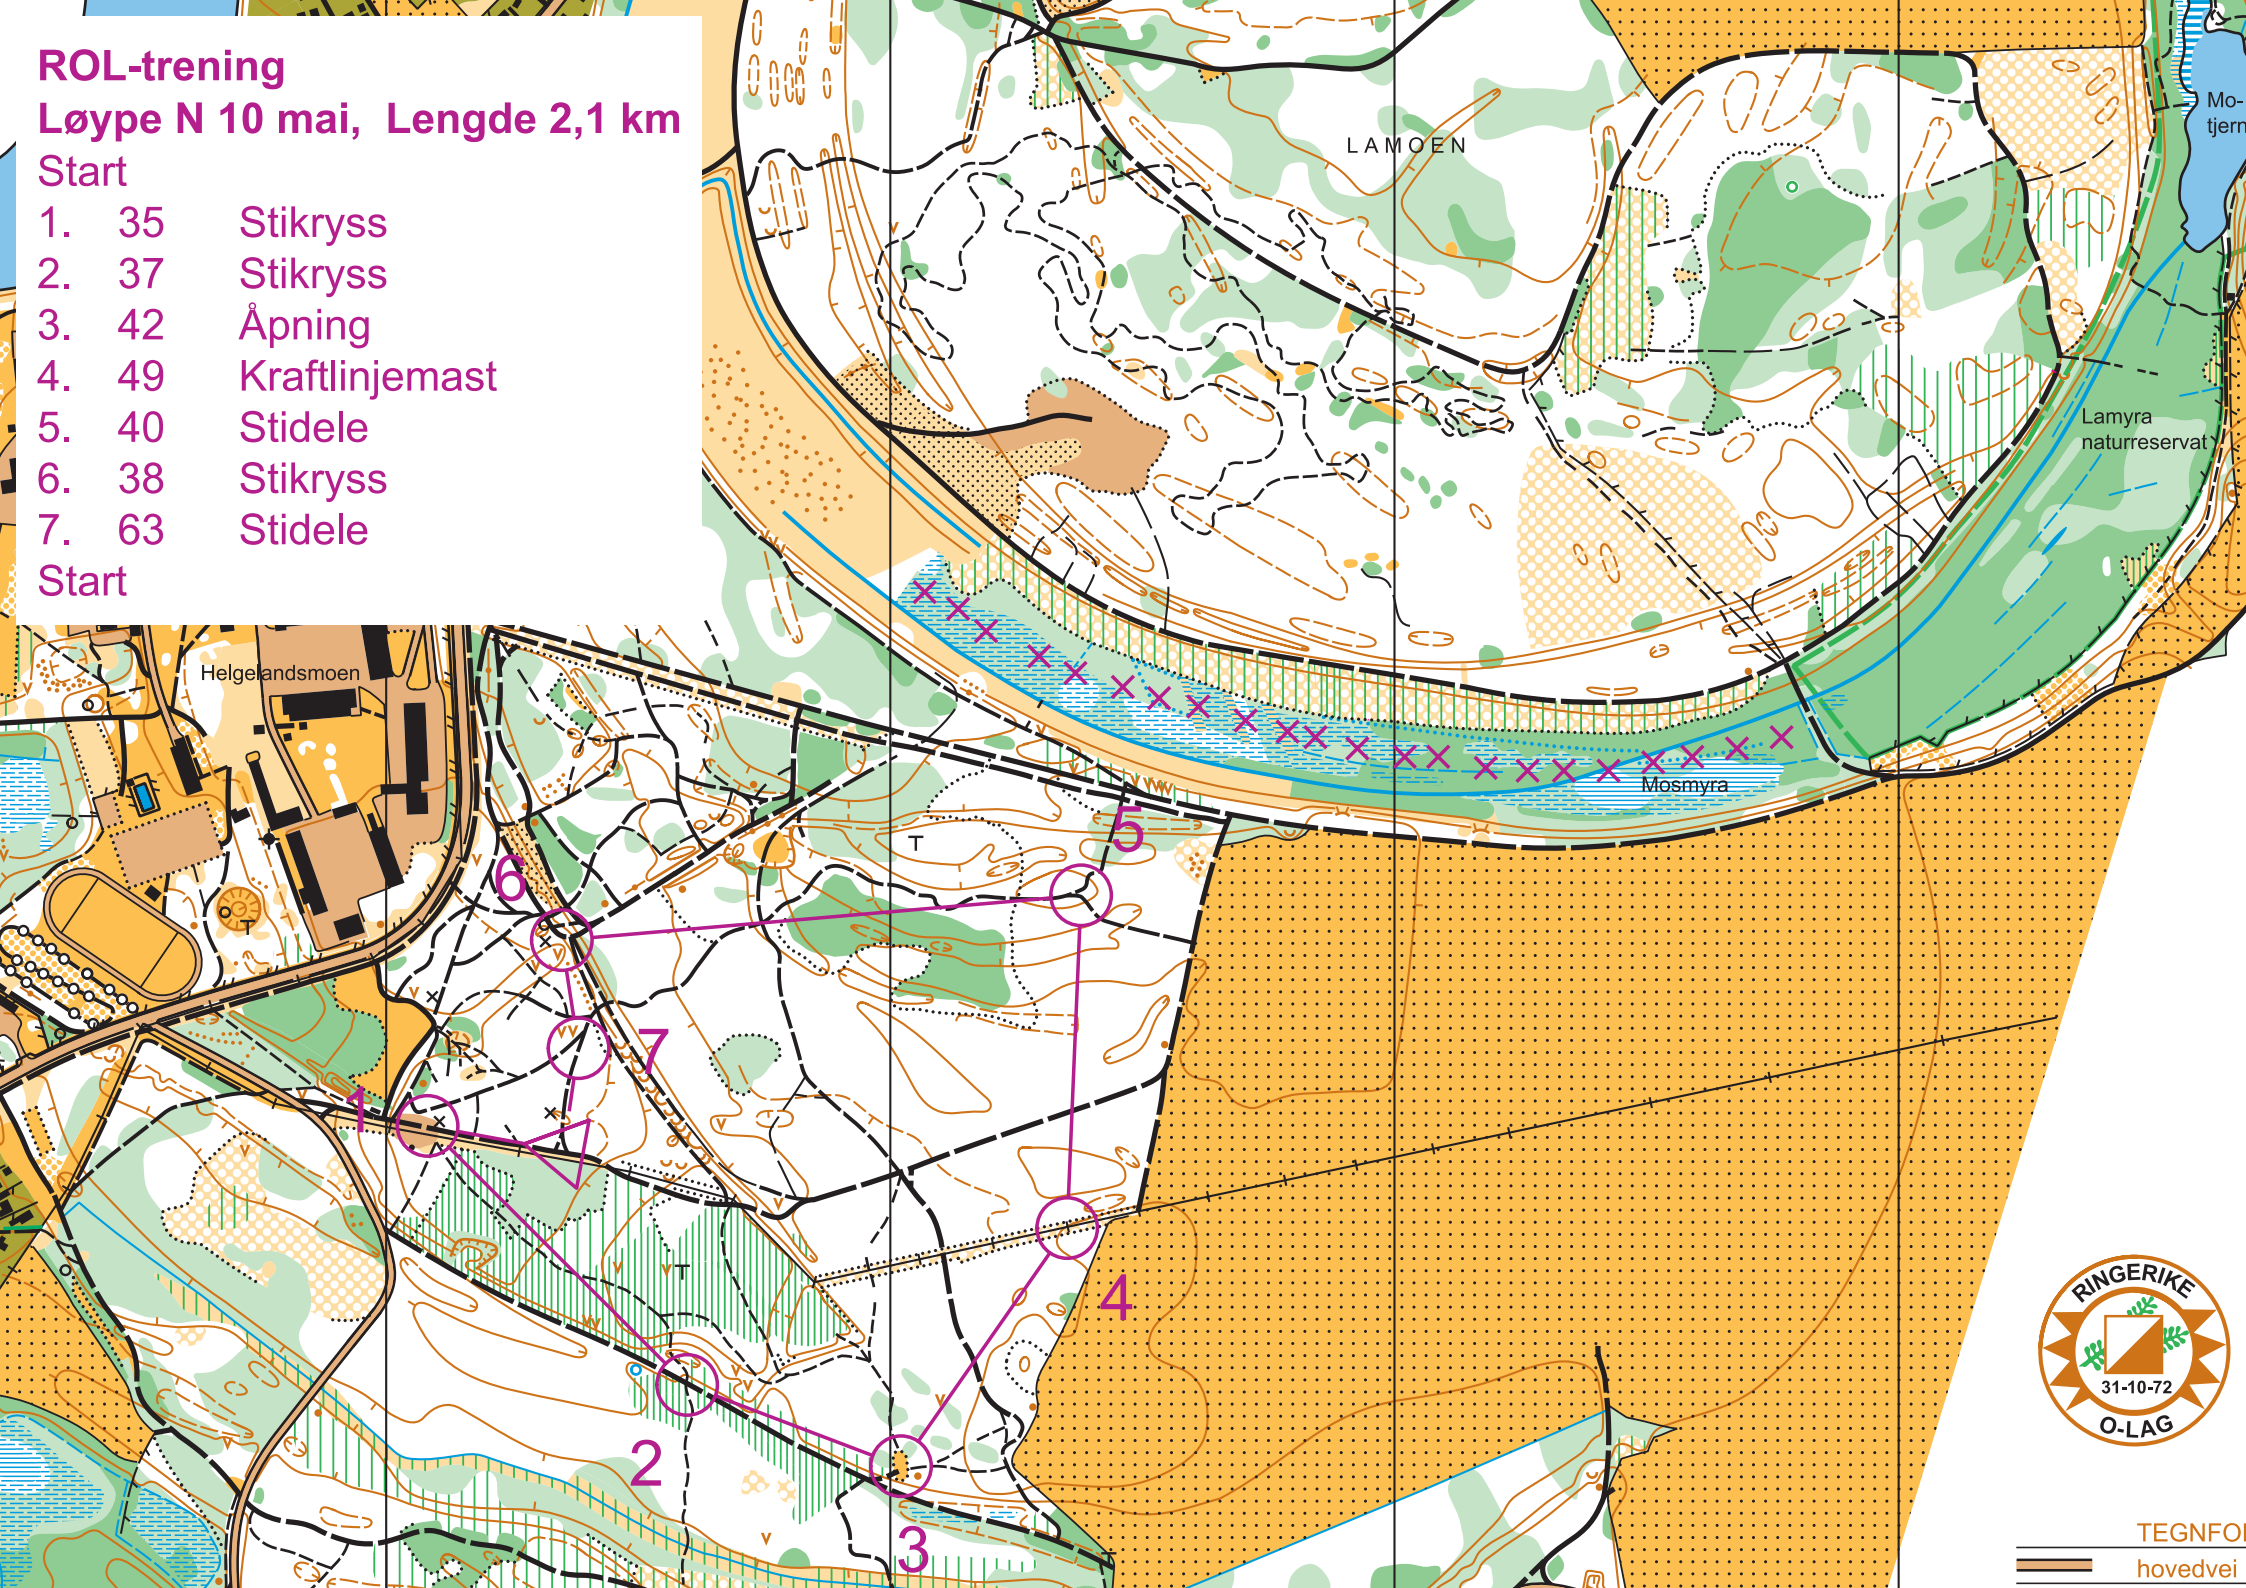 ROL-trening
Løype N 10 mai, Lengde 2,1 km
Start
1. 35 Stikryss
2. 37 Stikryss
3. 42 Åpning
4. 49 Kraftlinjemast
5. 40 Stidele
6. 38 Stikryss
7. 63 Stidele
Start
LAMOEN
Mo-
tjern
Lamyra
naturreservat
Helgelandsmoen
Mosmyra
5
T
6
T
7
1
T
4
2
3
RINGERIKE
31-10-72
O-LAG
hovedvei